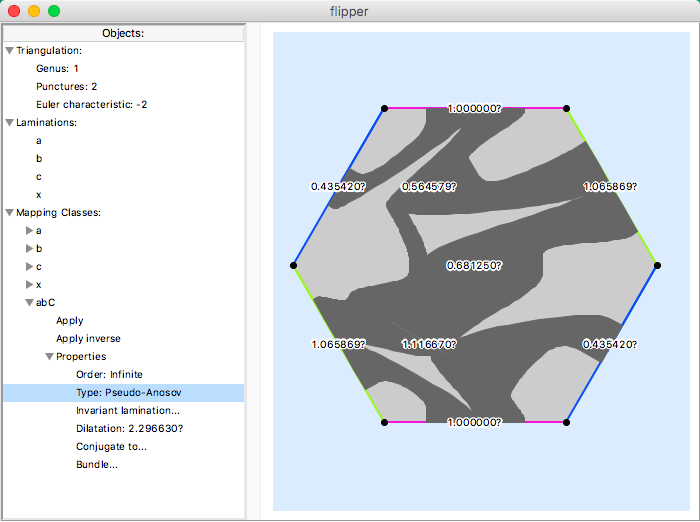 flipper
Objects:
Triangulation:
Genus: 1
Punctures: 2
Euler characteristic: -2
Laminations:
a
b
c
x
Mapping Classes:
a
b
c
x
abC
Apply
Apply inverse
Properties
Order: Infinite
Type: Pseudo-Anosov
Invariant lamination...
Dilatation: 2.296630?
Conjugate to...
Bundle...
1.000000?
0.435420? 0.564579? 1.065869?
0.681250?
1.065869? 1.116670? 0.435420?
1.000000?